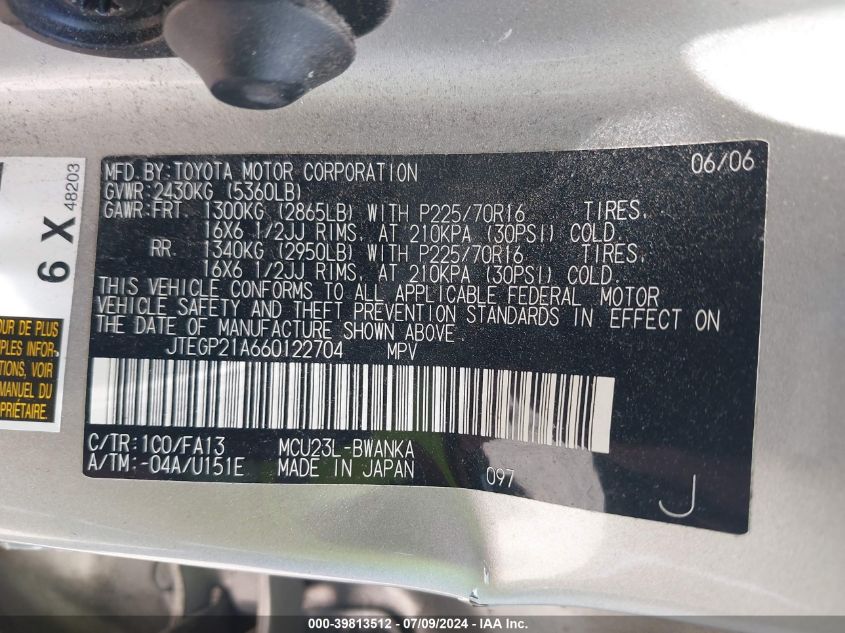 MFD. BY: TOYOTA MOTOR CORPORATION 06/06
GVWR: 2430KG (5360LB)
GAWR: FRT. 1300KG (2865LB) WITH P225/70R16 TIRES.
16X6 1/2JJ RIMS. AT 210KPA (30PSI) COLD.
RR. 1340KG (2950LB) WITH P225/70R16 TIRES.
16X6 1/2JJ RIMS. AT 210KPA (30PSI) COLD.
THIS VEHICLE CONFORMS TO ALL APPLICABLE FEDERAL MOTOR
VEHICLE SAFETY AND THEFT PREVENTION STANDARDS IN EFFECT ON
THE DATE OF MANUFACTURE SHOWN ABOVE.
JTEGP21A660122704 MPV
C/TR: 1C0/FA13 MCU23L-BWANKA
A/TM: -04A/U151E MADE IN JAPAN 097
J
6 X 48203
OUR DE PLUS
PLES INFOR-
TIONS, VOIR
MANUEL DU
PROPRIÉTAIRE.
000-39813512 - 07/09/2024 - IAA Inc.